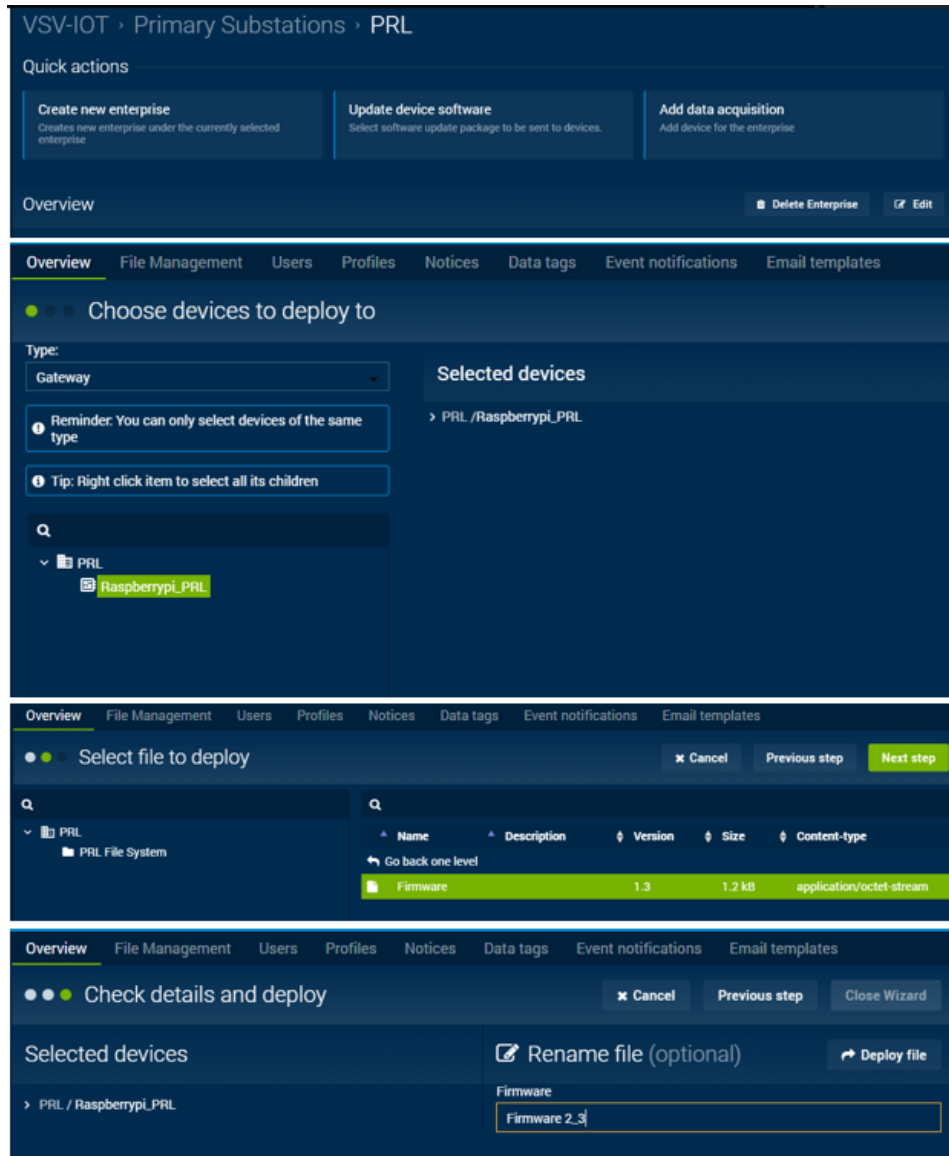 VSV-IOT › Primary Substations › PRL
Quick actions
Create new enterprise
Creates new enterprise under the currently selected
enterprise
Update device software
Select software update package to be sent to devices.
Add data acquisition
Add device for the enterprise
Overview
Delete Enterprise
Edit
Overview File Management Users Profiles Notices Data tags Event notifications Email templates
Choose devices to deploy to
Type:
Gateway
Reminder: You can only select devices of the same
type
Tip: Right click item to select all its children
PRL
Raspberrypi_PRL
Selected devices
› PRL /Raspberrypi_PRL
Overview File Management Users Profiles Notices Data tags Event notifications Email templates
Select file to deploy
× Cancel Previous step Next step
PRL
PRL File System
Name Description Version Size Content-type
Go back one level
Firmware 1.3 1.2 kB application/octet-stream
Overview File Management Users Profiles Notices Data tags Event notifications Email templates
Check details and deploy
× Cancel Previous step Close Wizard
Selected devices
› PRL / Raspberrypi_PRL
Rename file (optional)
Deploy file
Firmware
Firmware 2_3